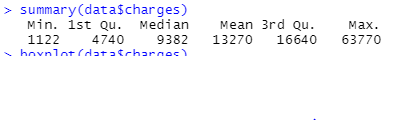 > summary(data$charges)
Min. 1st Qu. Median Mean 3rd Qu. Max.
1122 4740 9382 13270 16640 63770
> boxplot(data$charges)